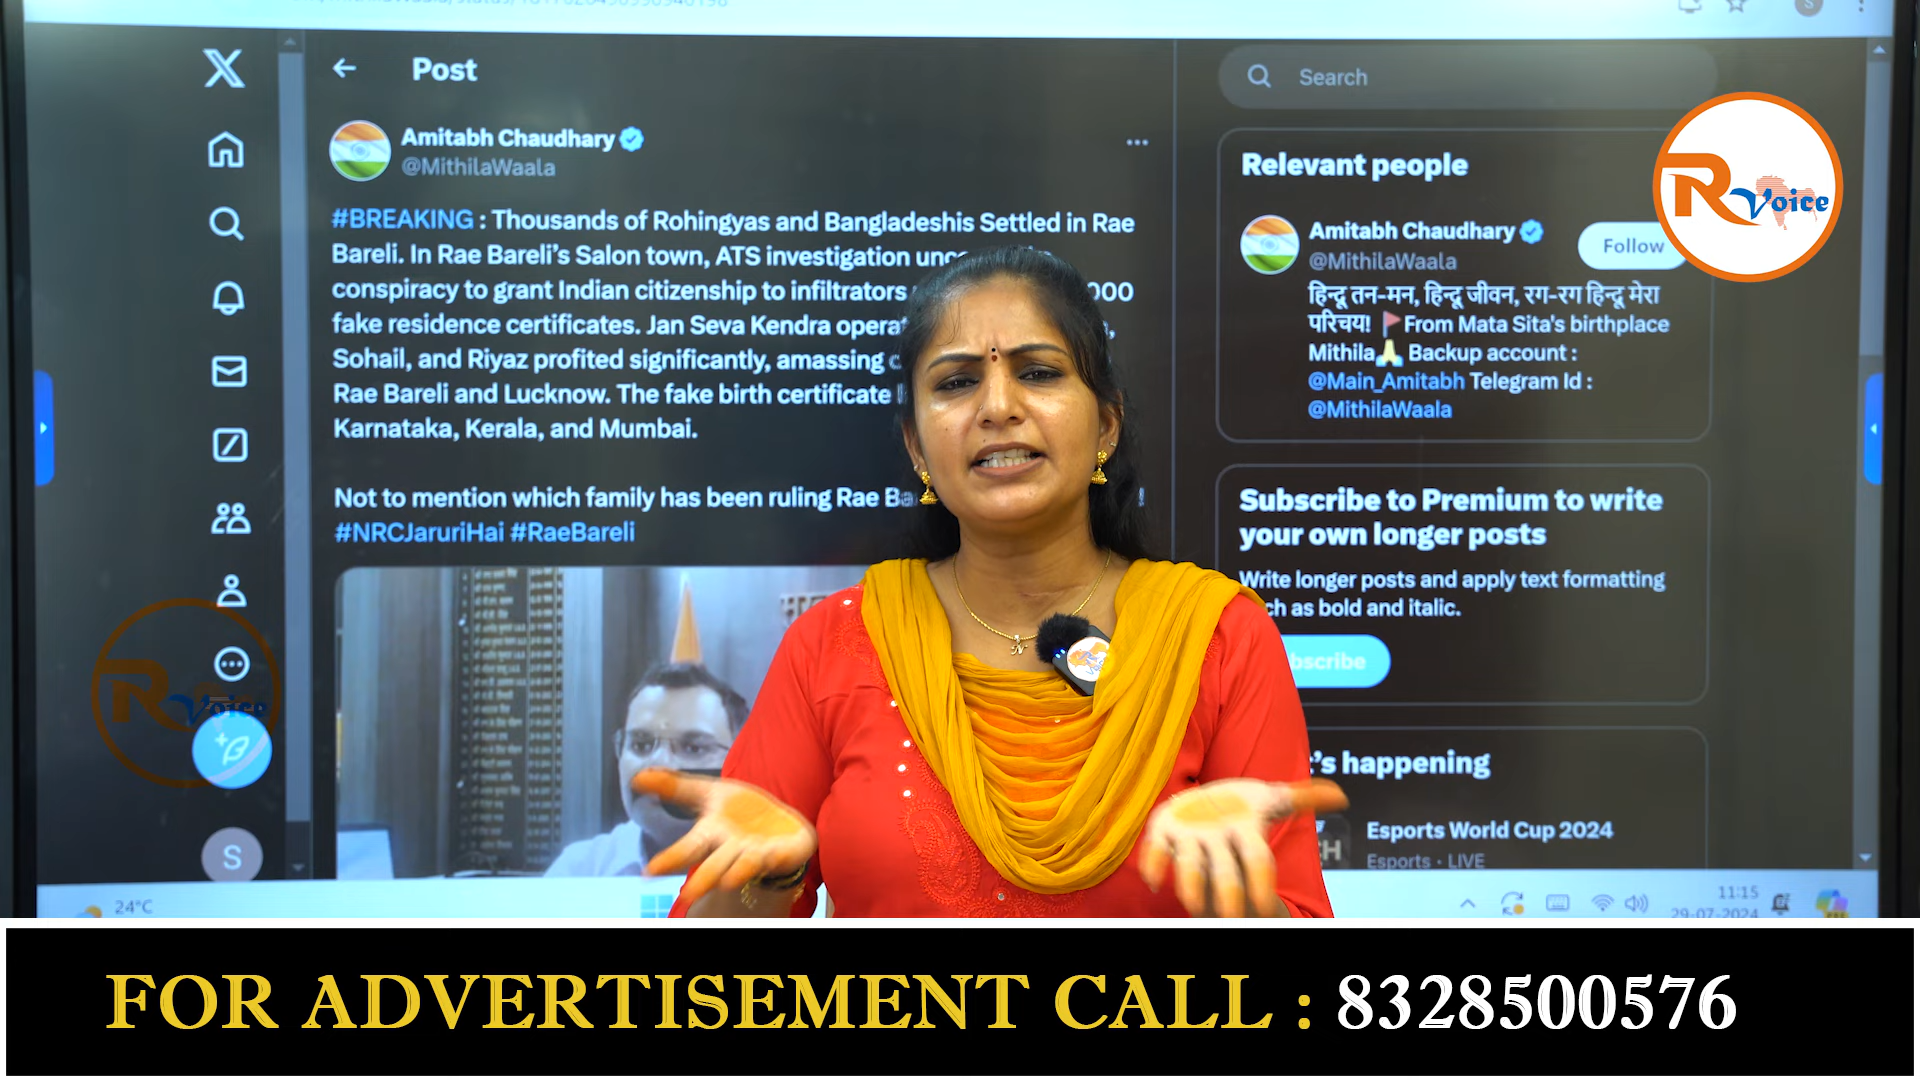 Post
Search
Amitabh Chaudhary
@MithilaWaala
#BREAKING : Thousands of Rohingyas and Bangladeshis Settled in Rae
Bareli. In Rae Bareli's Salon town, ATS investigation
conspiracy to grant Indian citizenship to infiltrators
000
fake residence certificates. Jan Seva Kendra
Sohail, and Riyaz profited significantly, amassing
Rae Bareli and Lucknow. The fake birth certificate
Karnataka, Kerala, and Mumbai.
Not to mention which family has been ruling Rae
#NRCJaruriHai #RaeBareli
Relevant people
Amitabh Chaudhary
@MithilaWaala
Follow
हिन्दू तन-मन, हिन्दू जीवन, रग-रग हिन्दू मेरा
परिचय! From Mata Sita's birthplace
Mithila Backup account :
@Main_Amitabh Telegram Id :
@MithilaWaala
Subscribe to Premium to write
your own longer posts
Write longer posts and apply text formatting
as bold and italic.
happening
Esports World Cup 2024
Esports · LIVE
R Voice
R Voice
S
24°C
11:15
29-07-2024
FOR ADVERTISEMENT CALL : 8328500576